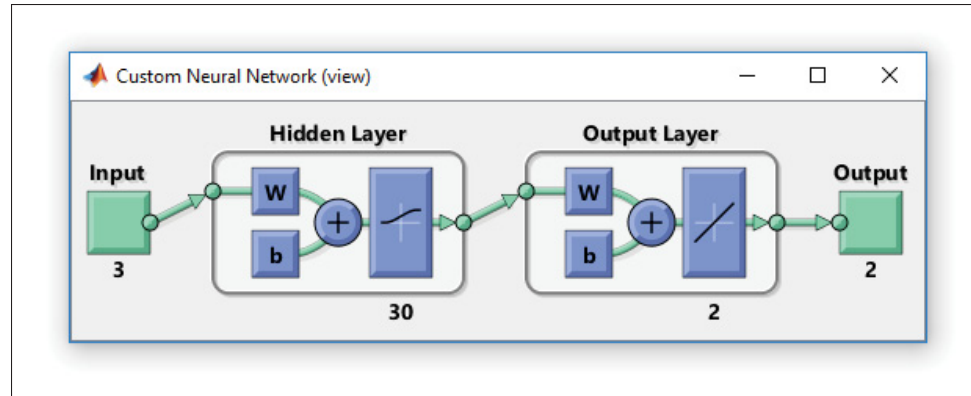 Custom Neural Network (view)
Hidden Layer
Output Layer
Input
Output
W
W
b
b
3
30
2
2